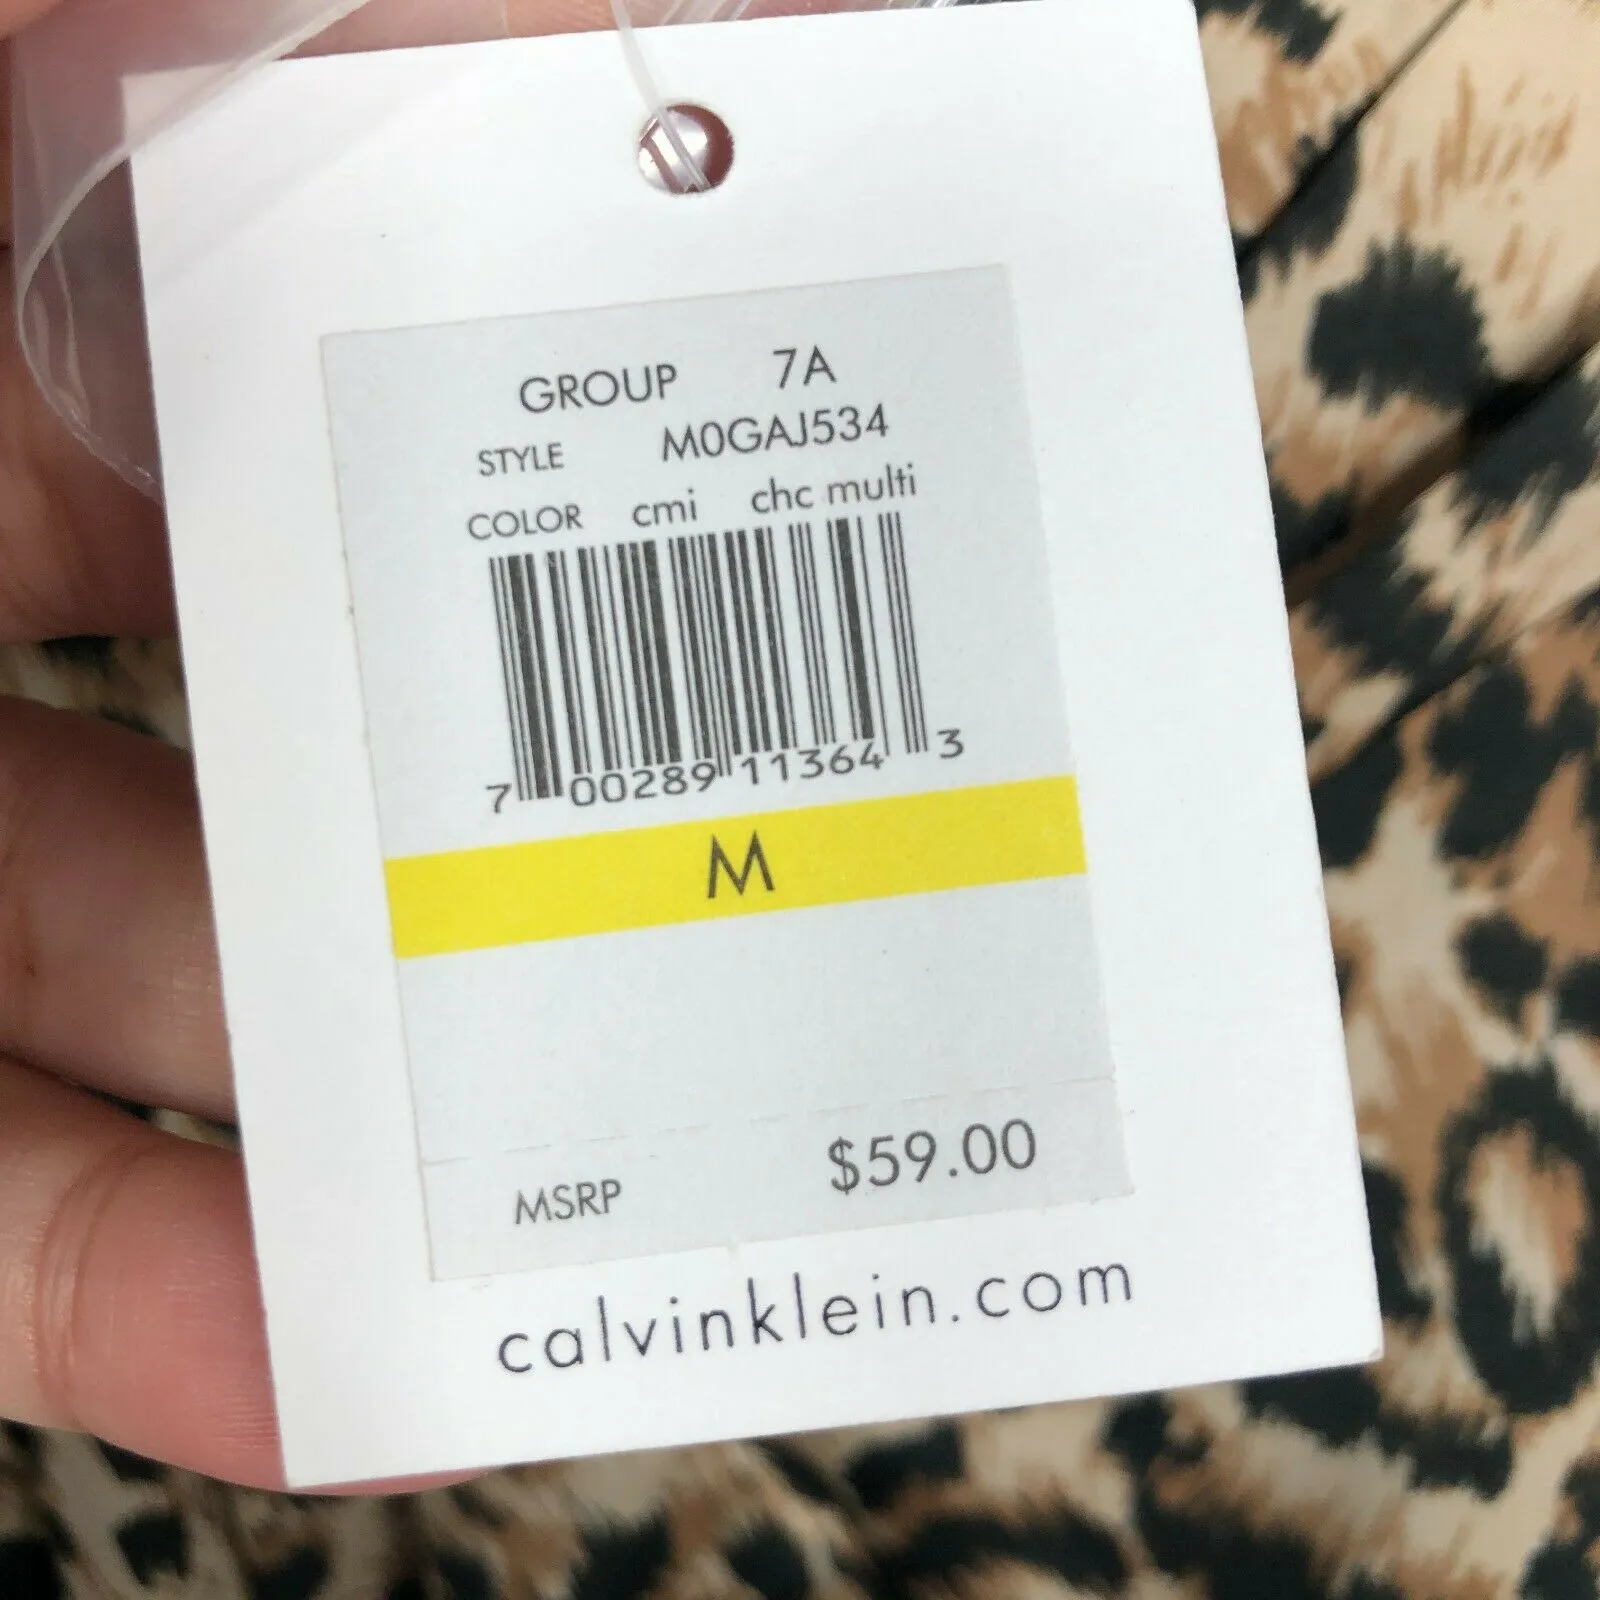 GROUP 7A
STYLE M0GAJ534
COLOR cmi chc multi
7 00289 11364 3
M
MSRP $59.00
calvinklein.com